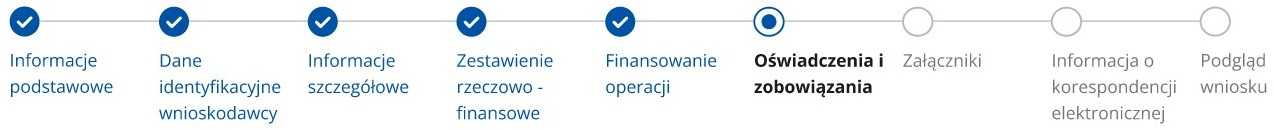 Informacje
podstawowe
Dane
identyfikacyjne
wnioskodawcy
Informacje
szczegółowe
Zestawienie
rzeczowo -
finansowe
Finansowanie
operacji
Oświadczenia i
zobowiązania
Załączniki
Informacja o
korespondencji
elektronicznej
Podgląd
wniosku